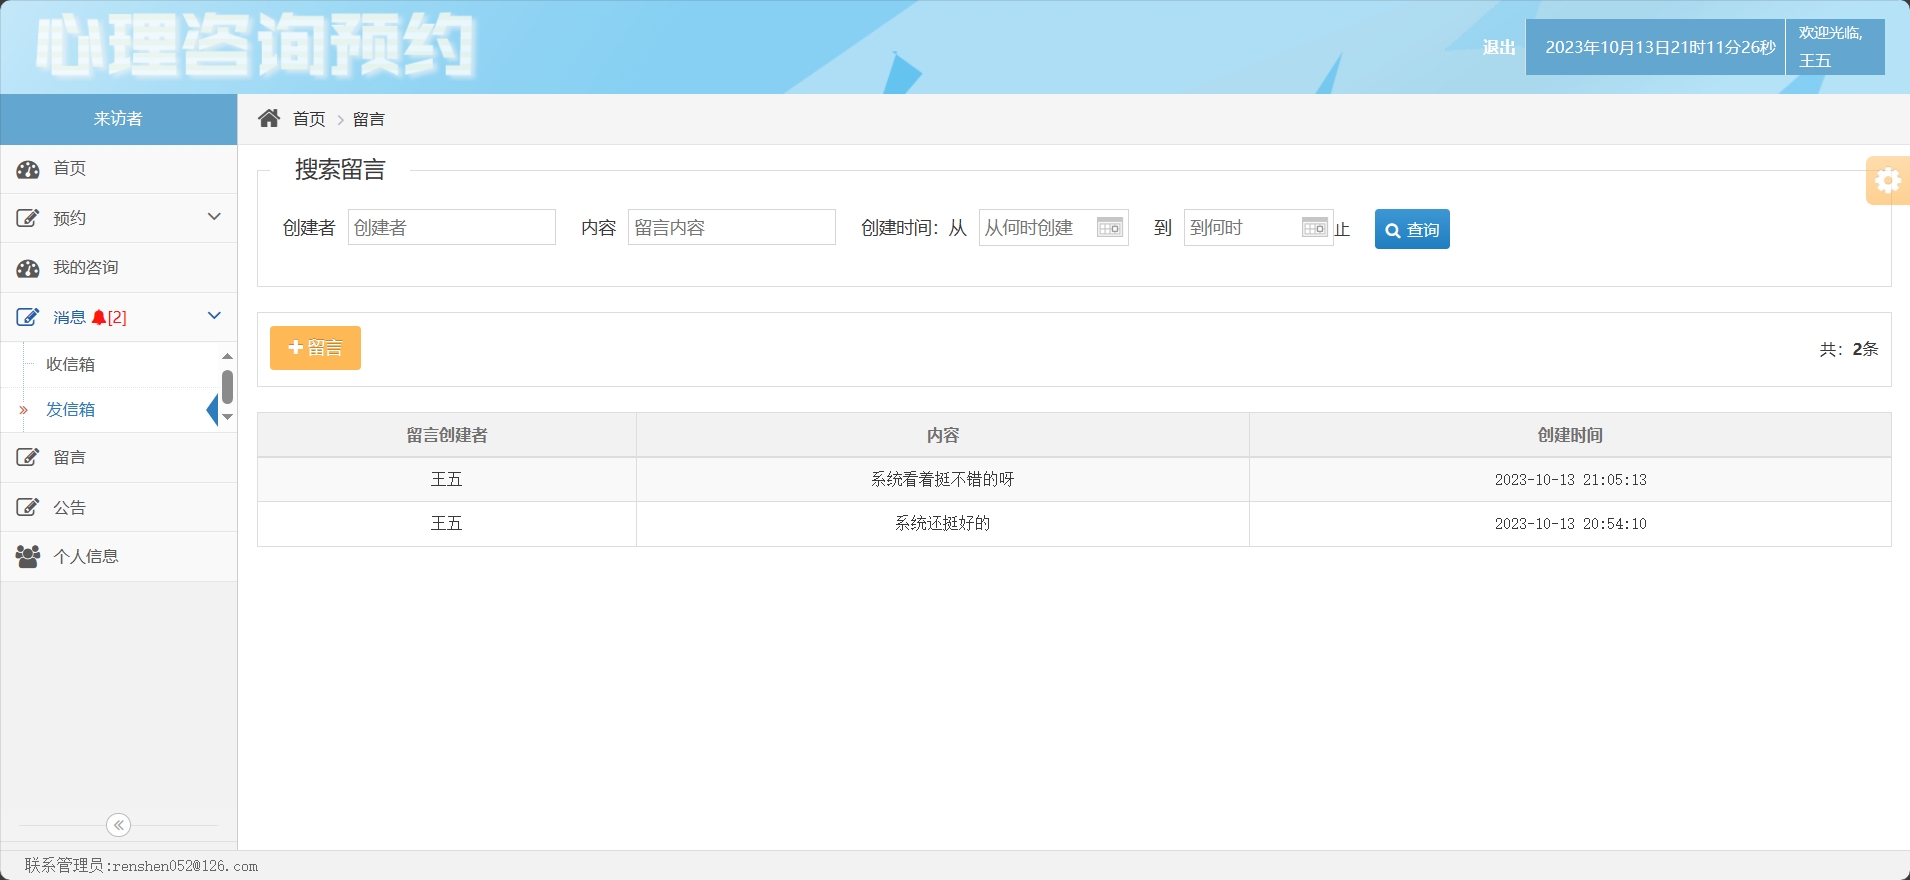 心理咨询预约
退出
2023年10月13日21时11分26秒
欢迎光临,
王五
来访者
首页 留言
首页
预约
我的咨询
消息 [2]
收信箱
发信箱
留言
公告
个人信息
搜索留言
创建者 创建者 内容 留言内容 创建时间：从 从何时创建 到 到何时 止 查询
留言
共：2条
留言创建者 内容 创建时间
王五 系统看着挺不错的呀 2023-10-13 21:05:13
王五 系统还挺好的 2023-10-13 20:54:10
联系管理员:renshen052@126.com